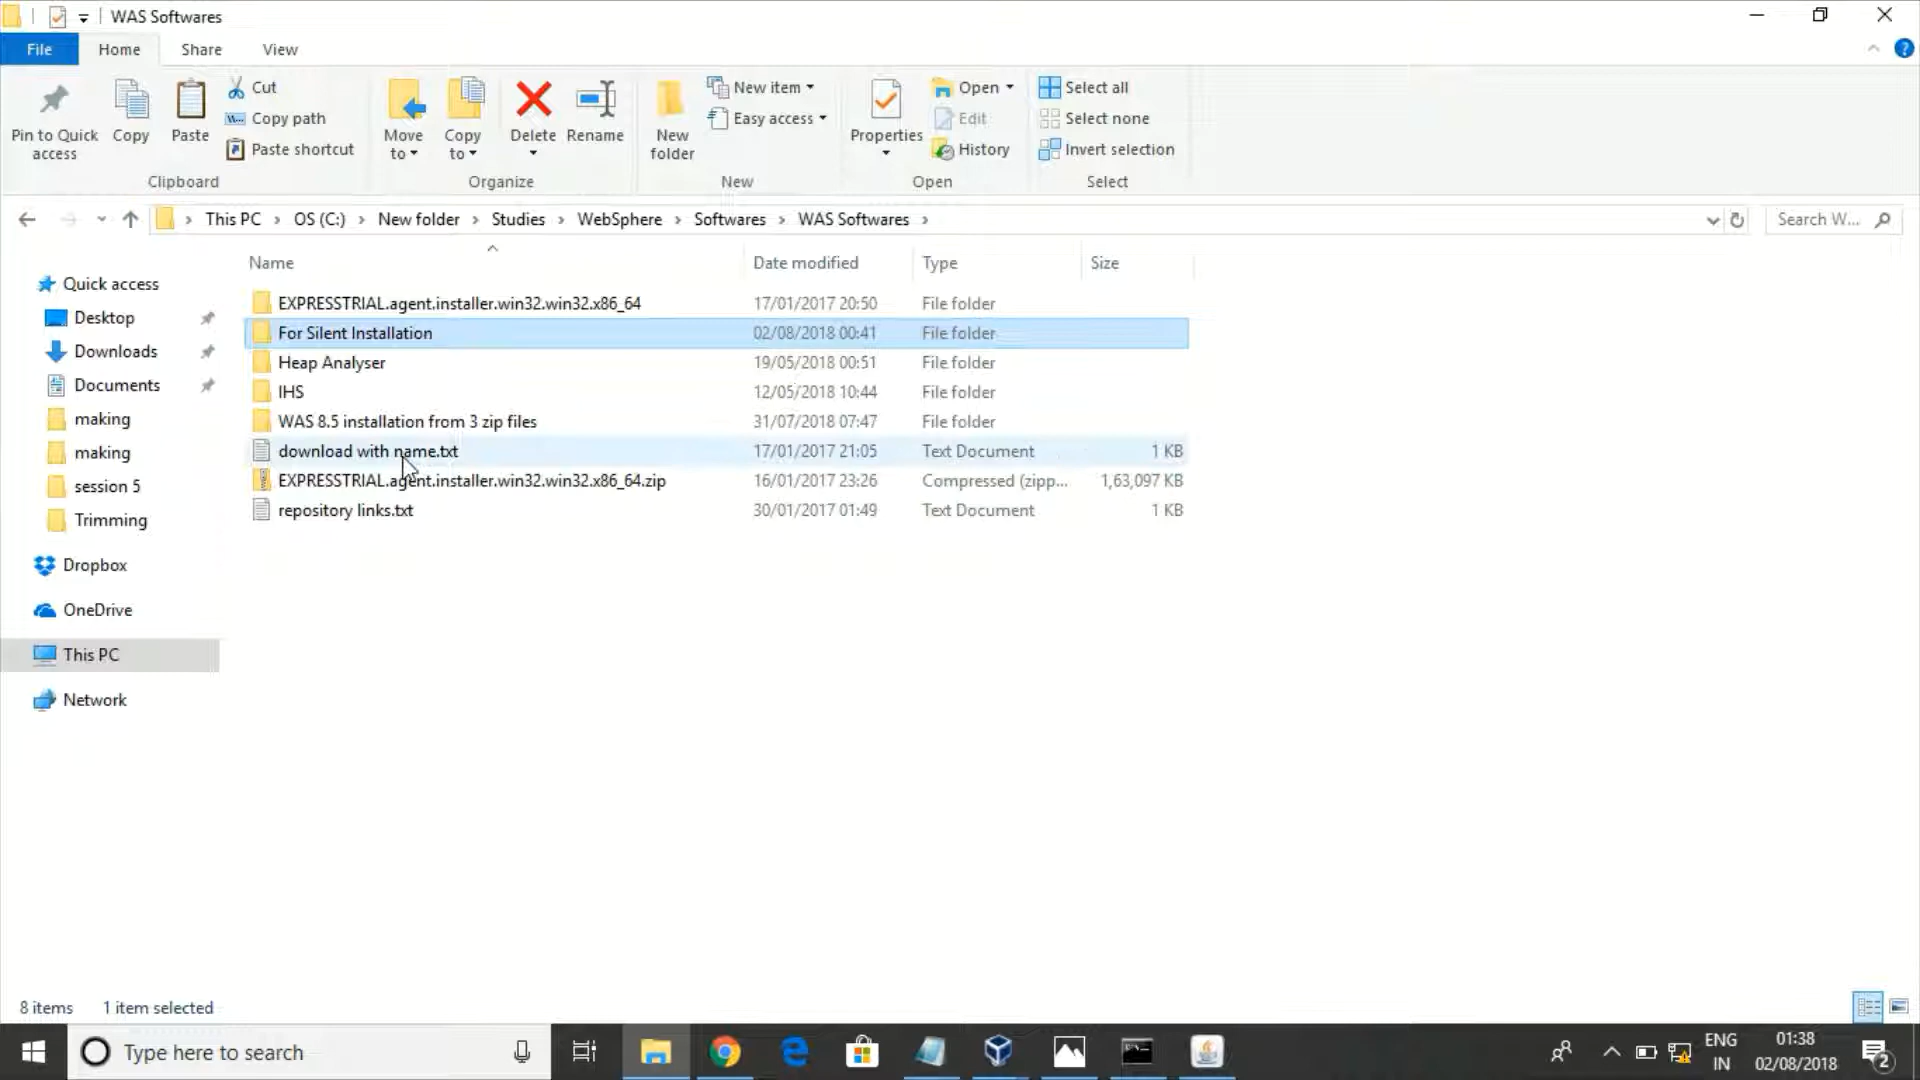 WAS Softwares
File Home Share View
Pin to Quick access
Copy
Paste
Cut
Copy path
Paste shortcut
Clipboard
Move to
Copy to
Delete
Rename
Organize
New folder
New item
Easy access
New
Properties
Open
Edit
History
Open
Select all
Select none
Invert selection
Select
This PC > OS (C:) > New folder > Studies > WebSphere > Softwares > WAS Softwares >
Search W...
Name Date modified Type Size
Quick access
Desktop
Downloads
Documents
making
making
session 5
Trimming
Dropbox
OneDrive
This PC
Network
EXPRESSTRIAL.agent.installer.win32.win32.x86_64 17/01/2017 20:50 File folder
For Silent Installation 02/08/2018 00:41 File folder
Heap Analyser 19/05/2018 00:51 File folder
IHS 12/05/2018 10:44 File folder
WAS 8.5 installation from 3 zip files 31/07/2018 07:47 File folder
download with name.txt 17/01/2017 21:05 Text Document 1 KB
EXPRESSTRIAL.agent.installer.win32.win32.x86_64.zip 16/01/2017 23:26 Compressed (zipp... 1,63,097 KB
repository links.txt 30/01/2017 01:49 Text Document 1 KB
8 items 1 item selected
Type here to search
ENG
IN
01:38
02/08/2018
2